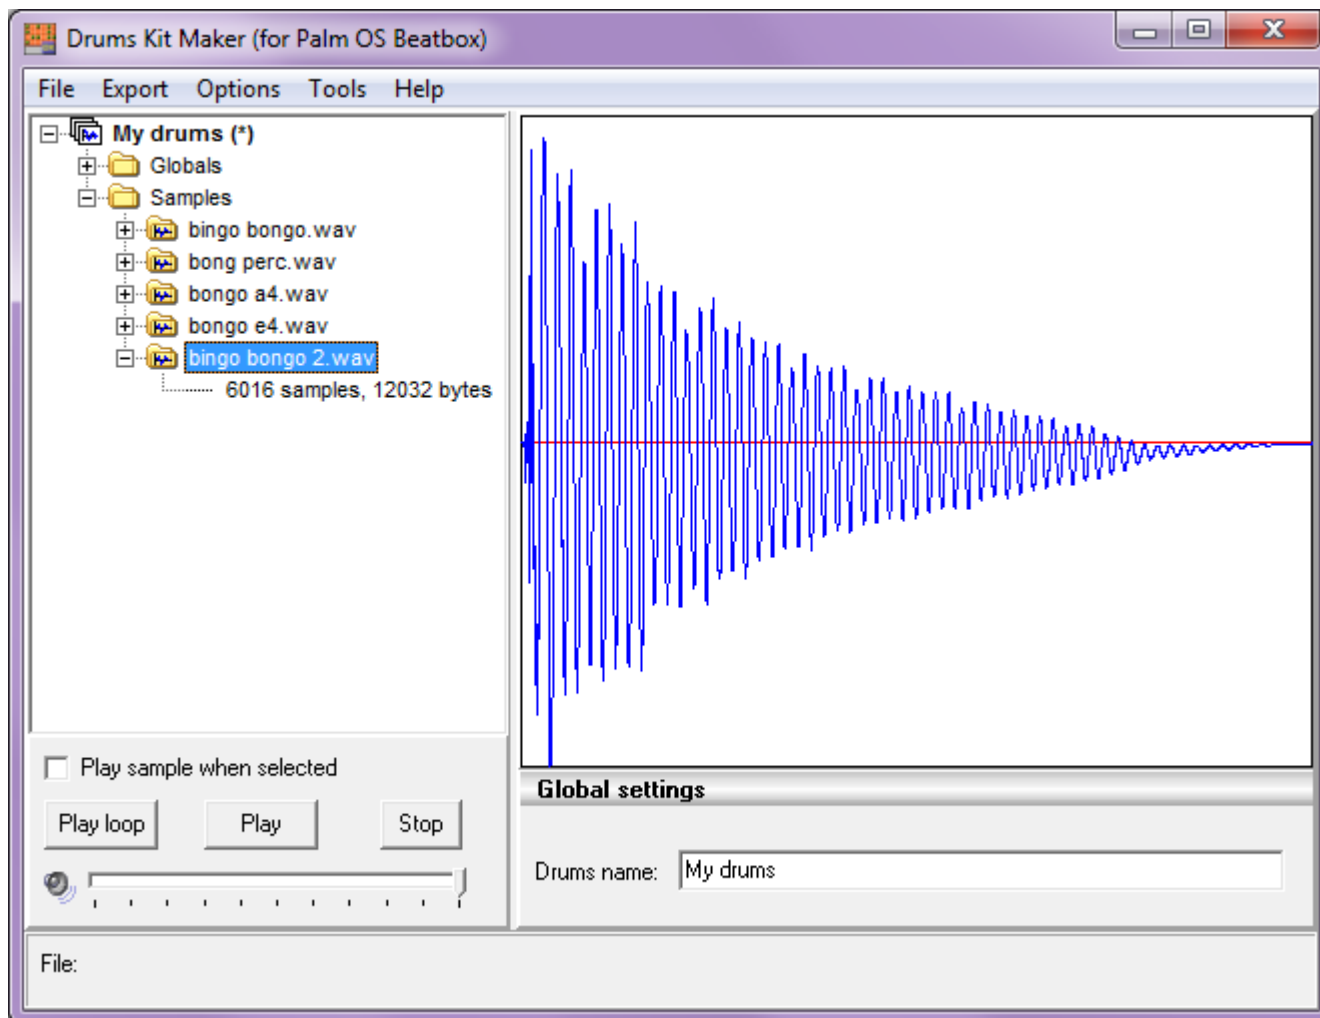 Drums Kit Maker (for Palm OS Beatbox)
File Export Options Tools Help
My drums (*)
Globals
Samples
bingo bongo.wav
bong perc.wav
bongo a4.wav
bongo e4.wav
bingo bongo 2.wav
6016 samples, 12032 bytes
Play sample when selected
Play loop Play Stop
Global settings
Drums name: My drums
File: